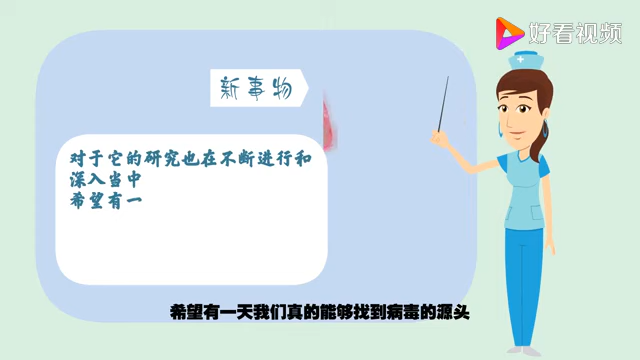 好看视频
新事物
对于它的研究也在不断进行和
深入当中
希望有一
希望有一天我们真的能够找到病毒的源头